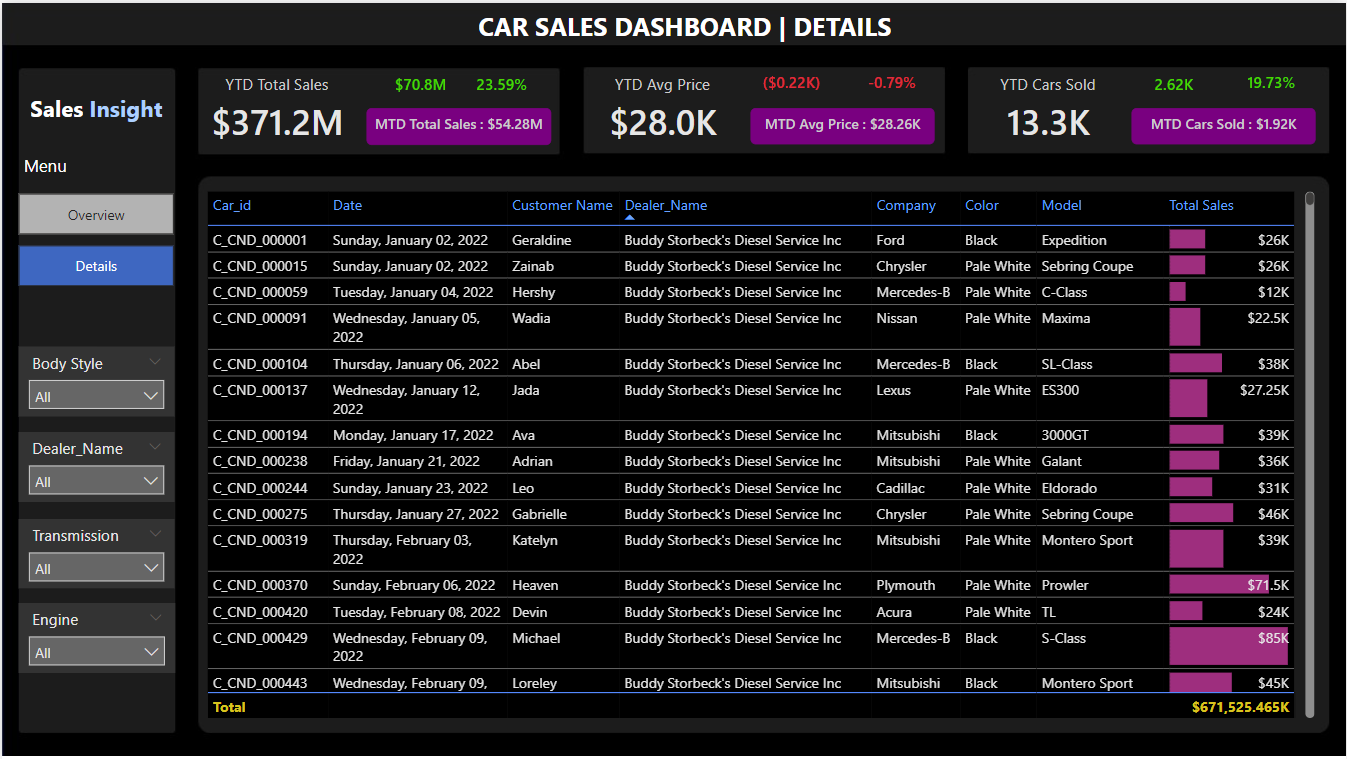 CAR SALES DASHBOARD | DETAILS
Sales Insight
Menu
Overview
Details
Body Style
All
Dealer_Name
All
Transmission
All
Engine
All
YTD Total Sales $70.8M 23.59%
$371.2M MTD Total Sales : $54.28M
YTD Avg Price ($0.22K) -0.79%
$28.0K MTD Avg Price : $28.26K
YTD Cars Sold 2.62K 19.73%
13.3K MTD Cars Sold : $1.92K
Car_id Date Customer Name Dealer_Name Company Color Model Total Sales
C_CND_000001 Sunday, January 02, 2022 Geraldine Buddy Storbeck's Diesel Service Inc Ford Black Expedition $26K
C_CND_000015 Sunday, January 02, 2022 Zainab Buddy Storbeck's Diesel Service Inc Chrysler Pale White Sebring Coupe $26K
C_CND_000059 Tuesday, January 04, 2022 Hershy Buddy Storbeck's Diesel Service Inc Mercedes-B Pale White C-Class $12K
C_CND_000091 Wednesday, January 05, Wadia Buddy Storbeck's Diesel Service Inc Nissan Pale White Maxima $22.5K
2022
C_CND_000104 Thursday, January 06, 2022 Abel Buddy Storbeck's Diesel Service Inc Mercedes-B Black SL-Class $38K
C_CND_000137 Wednesday, January 12, Jada Buddy Storbeck's Diesel Service Inc Lexus Pale White ES300 $27.25K
2022
C_CND_000194 Monday, January 17, 2022 Ava Buddy Storbeck's Diesel Service Inc Mitsubishi Black 3000GT $39K
C_CND_000238 Friday, January 21, 2022 Adrian Buddy Storbeck's Diesel Service Inc Mitsubishi Pale White Galant $36K
C_CND_000244 Sunday, January 23, 2022 Leo Buddy Storbeck's Diesel Service Inc Cadillac Pale White Eldorado $31K
C_CND_000275 Thursday, January 27, 2022 Gabrielle Buddy Storbeck's Diesel Service Inc Chrysler Pale White Sebring Coupe $46K
C_CND_000319 Thursday, February 03, Katelyn Buddy Storbeck's Diesel Service Inc Mitsubishi Pale White Montero Sport $39K
2022
C_CND_000370 Sunday, February 06, 2022 Heaven Buddy Storbeck's Diesel Service Inc Plymouth Pale White Prowler $71.5K
C_CND_000420 Tuesday, February 08, 2022 Devin Buddy Storbeck's Diesel Service Inc Acura Pale White TL $24K
C_CND_000429 Wednesday, February 09, Michael Buddy Storbeck's Diesel Service Inc Mercedes-B Black S-Class $85K
2022
C_CND_000443 Wednesday, February 09, Loreley Buddy Storbeck's Diesel Service Inc Mitsubishi Black Montero Sport $45K
Total $671,525.465K